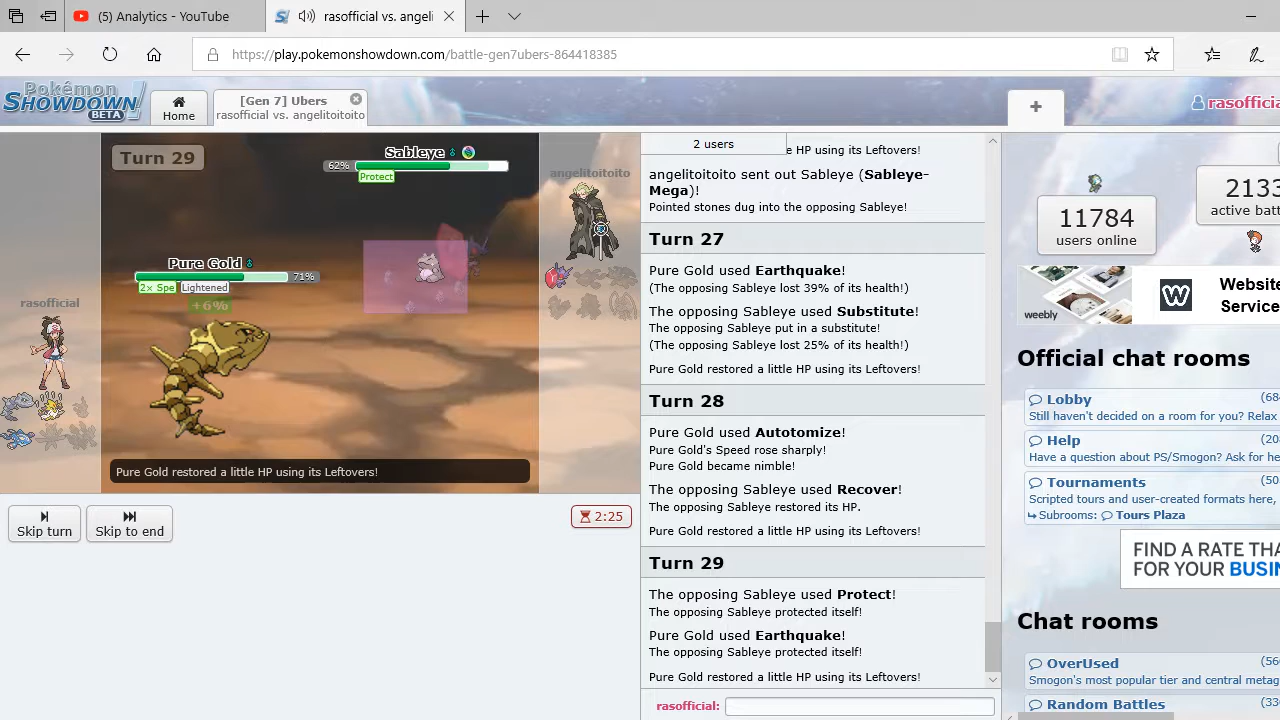 (5) Analytics - YouTube
rasofficial vs. angeli
https://play.pokemonshowdown.com/battle-gen7ubers-864418385
Pokémon
SHOWDOWN
BETA
Home
[Gen 7] Ubers
rasofficial vs. angelitoitoito
+
rasofficia
Turn 29
Sableye
62%
Protect
angelitoitoito
Pure Gold
71%
2× Spe
Lightened
+6%
rasofficial
Pure Gold restored a little HP using its Leftovers!
Skip turn
Skip to end
2:25
2 users
e HP using its Leftovers!
angelitoitoito sent out Sableye (Sableye-
Mega)!
Pointed stones dug into the opposing Sableye!
Turn 27
Pure Gold used Earthquake!
(The opposing Sableye lost 39% of its health!)
The opposing Sableye used Substitute!
The opposing Sableye put in a substitute!
(The opposing Sableye lost 25% of its health!)
Pure Gold restored a little HP using its Leftovers!
Turn 28
Pure Gold used Autotomize!
Pure Gold's Speed rose sharply!
Pure Gold became nimble!
The opposing Sableye used Recover!
The opposing Sableye restored its HP.
Pure Gold restored a little HP using its Leftovers!
Turn 29
The opposing Sableye used Protect!
The opposing Sableye protected itself!
Pure Gold used Earthquake!
The opposing Sableye protected itself!
Pure Gold restored a little HP using its Leftovers!
rasofficial:
11784
users online
2133
active batt
weebly
W
Website
Service
Official chat rooms
Lobby
(684
Still haven't decided on a room for you? Relax
Help
(208
Have a question about PS/Smogon? Ask for he
Tournaments
(503
Scripted tours and user-created formats here,
Subrooms: Tours Plaza
FIND A RATE THA
FOR YOUR BUSIN
Chat rooms
OverUsed
(566
Smogon's most popular tier and central metag
Random Battles
(33